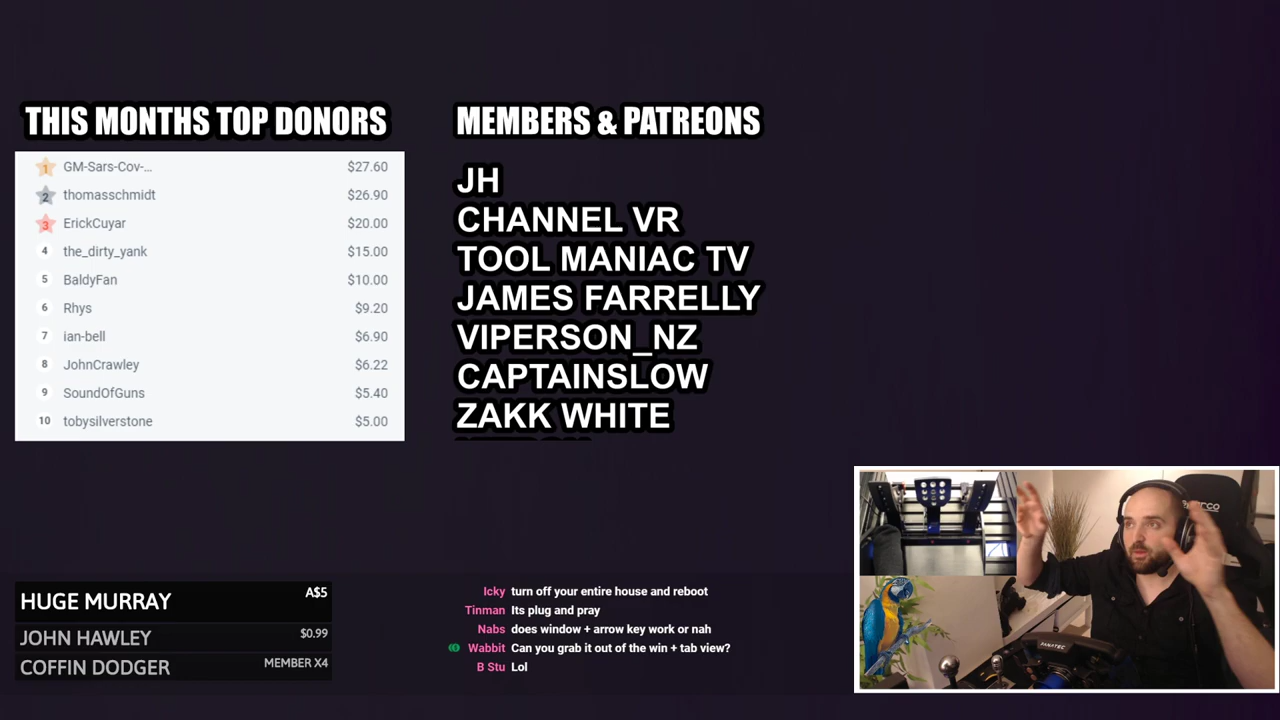 THIS MONTHS TOP DONORS
1 GM-Sars-Cov-... $27.60
2 thomasschmidt $26.90
3 ErickCuyar $20.00
4 the_dirty_yank $15.00
5 BaldyFan $10.00
6 Rhys $9.20
7 ian-bell $6.90
8 JohnCrawley $6.22
9 SoundOfGuns $5.40
10 tobysilverstone $5.00
MEMBERS & PATREONS
JH
CHANNEL VR
TOOL MANIAC TV
JAMES FARRELLY
VIPERSON_NZ
CAPTAINSLOW
ZAKK WHITE
HUGE MURRAY A$5
JOHN HAWLEY $0.99
COFFIN DODGER MEMBER X4
Icky turn off your entire house and reboot
Tinman Its plug and pray
Nabs does window + arrow key work or nah
Wabbit Can you grab it out of the win + tab view?
B Stu Lol
FANATEC